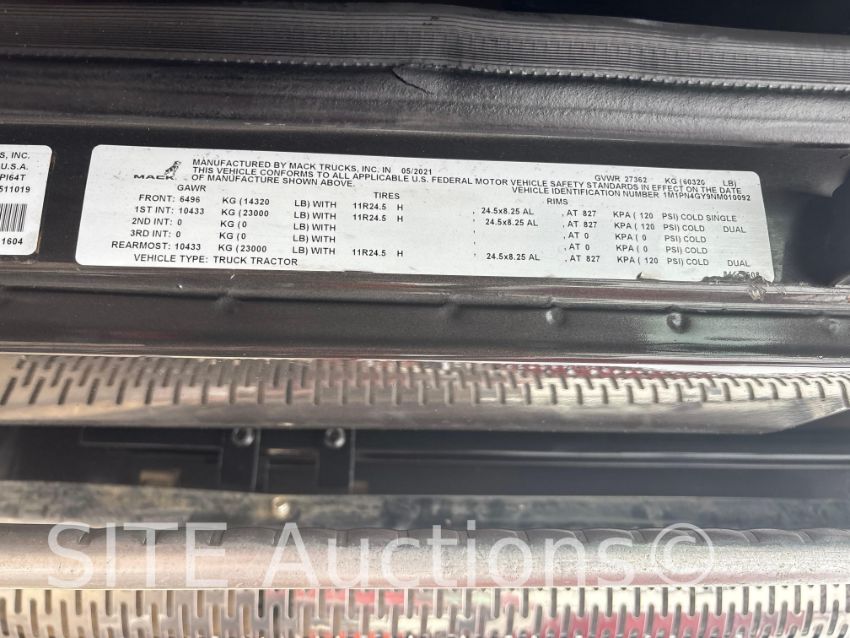 S, INC.
U.S.A.
PI64T
511019
1604
MACK
MANUFACTURED BY MACK TRUCKS, INC. IN 05/2021 GVWR 27362 KG (60320 LB)
THIS VEHICLE CONFORMS TO ALL APPLICABLE U.S. FEDERAL MOTOR VEHICLE SAFETY STANDARDS IN EFFECT ON THE DATE
OF MANUFACTURE SHOWN ABOVE. VEHICLE IDENTIFICATION NUMBER 1M1PN4GY9NM010092
GAWR TIRES RIMS
FRONT: 6496 KG (14320 LB) WITH 11R24.5 H , 24.5x8.25 AL , AT 827 KPA ( 120 PSI) COLD SINGLE
1ST INT: 10433 KG (23000 LB) WITH 11R24.5 H , 24.5x8.25 AL , AT 827 KPA ( 120 PSI) COLD DUAL
2ND INT: 0 KG (0 LB) WITH , , AT 0 KPA ( 0 PSI) COLD
3RD INT: 0 KG (0 LB) WITH , , AT 0 KPA ( 0 PSI) COLD
REARMOST: 10433 KG (23000 LB) WITH 11R24.5 H , 24.5x8.25 AL , AT 827 KPA ( 120 PSI) COLD DUAL
VEHICLE TYPE: TRUCK TRACTOR
SITE Auctions©